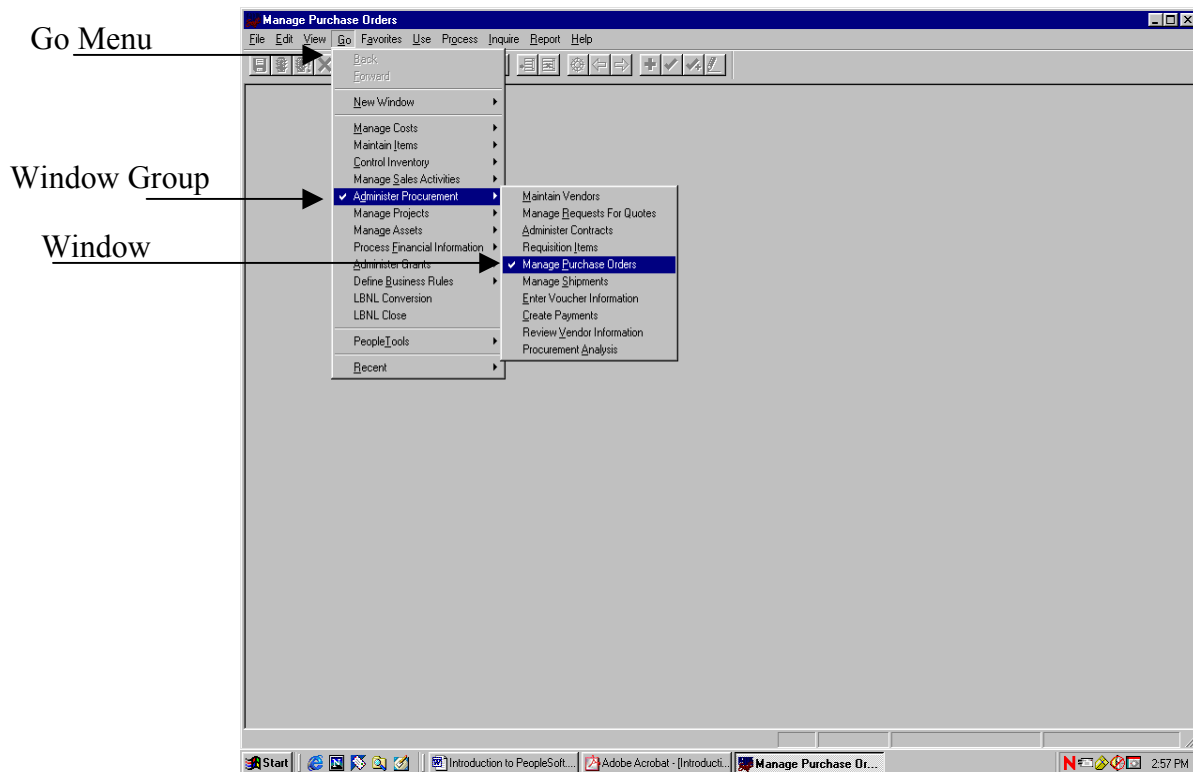 Manage Purchase Orders
File Edit View Go Favorites Use Process Inquire Report Help
Go Menu
Back
Forward
New Window
Manage Costs
Maintain Items
Control Inventory
Manage Sales Activities
Window Group
Administer Procurement
Manage Projects
Manage Assets
Process Financial Information
Administer Grants
Define Business Rules
LBNL Conversion
LBNL Close
PeopleTools
Recent
Window
Maintain Vendors
Manage Requests For Quotes
Administer Contracts
Requisition Items
Manage Purchase Orders
Manage Shipments
Enter Voucher Information
Create Payments
Review Vendor Information
Procurement Analysis
Start Introduction to PeopleSoft... Adobe Acrobat - [Introducti... Manage Purchase Or... N 2:57 PM